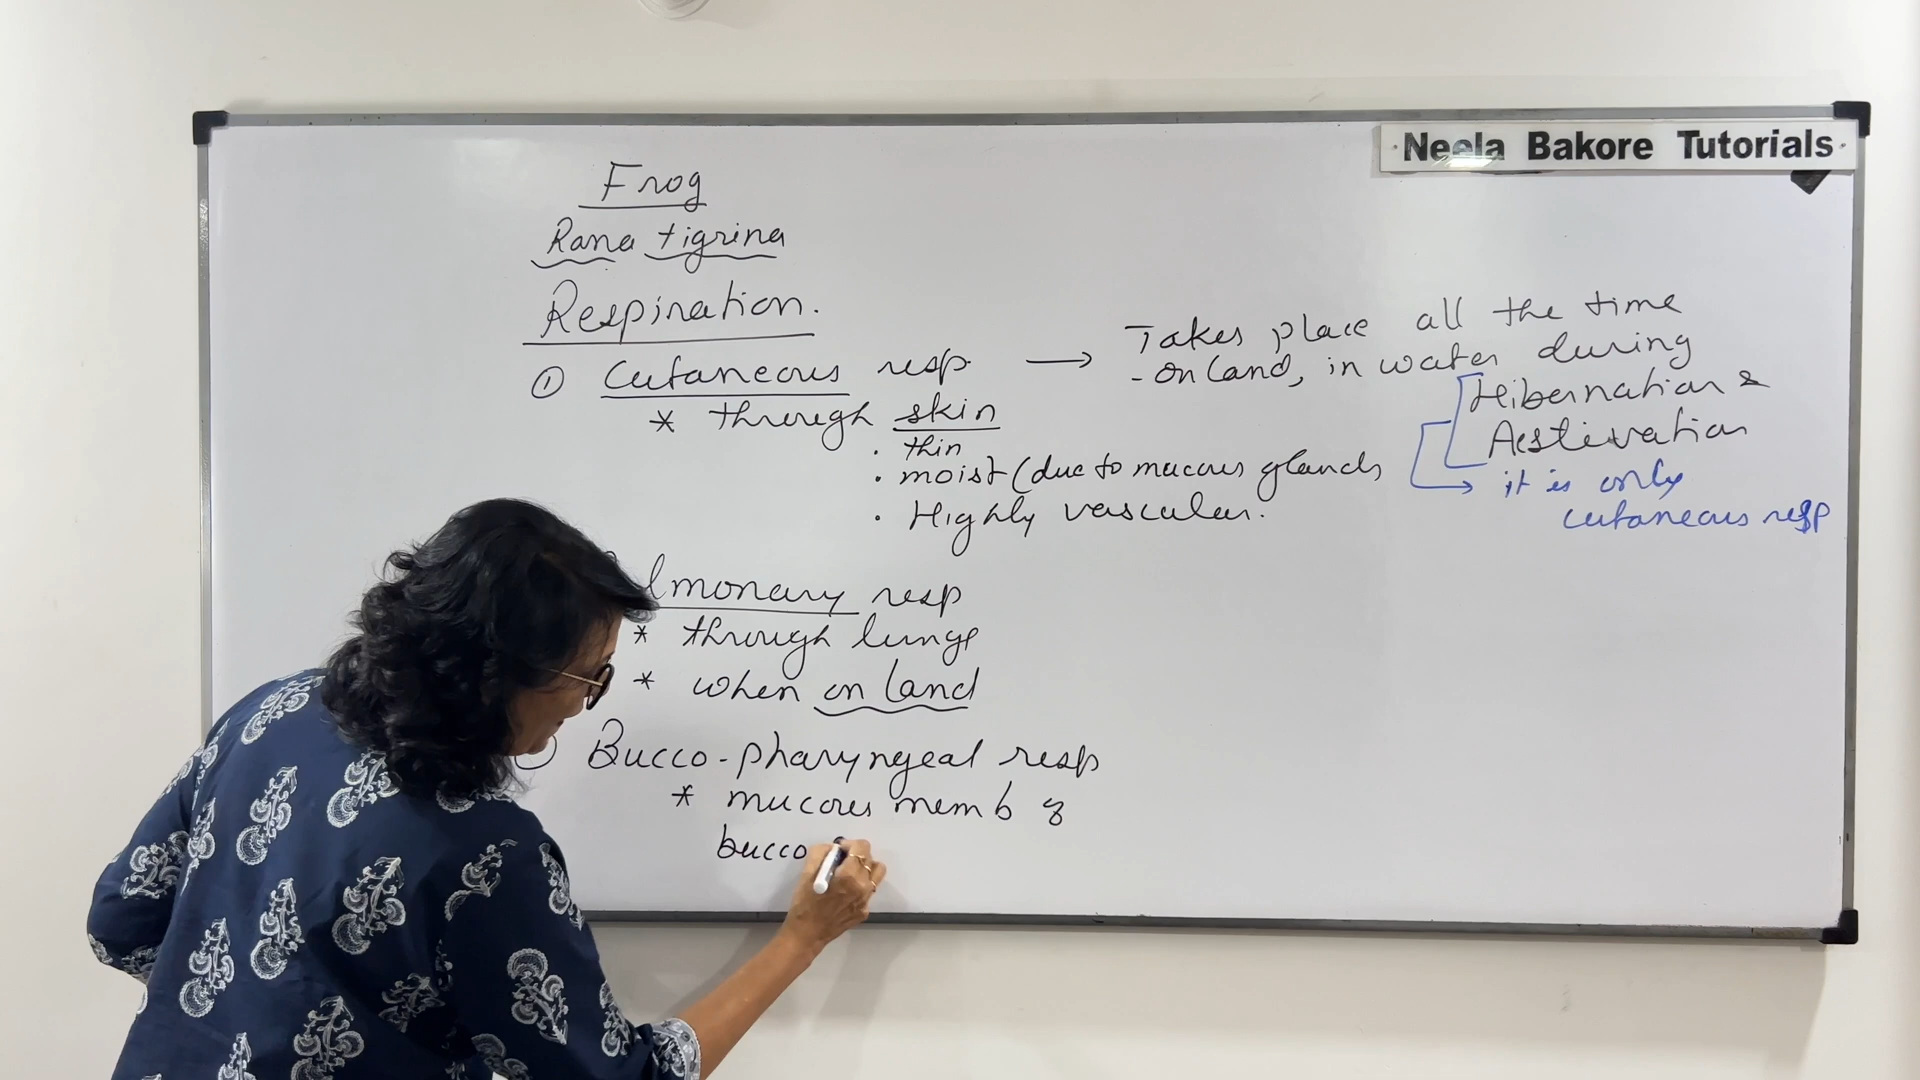 Neela Bakore Tutorials
Frog
Rana tigrina
Respiration.
① Cutaneous resp. → Takes place all the time
- on land, in water during
Hibernation &
Aestivation
it is only
cutaneous resp
* through skin
. thin
. moist (due to mucous glands
. Highly vascular.
lmonary resp
* through lungs
* when on land
Bucco-pharyngeal resp
* mucous memb of
bucco